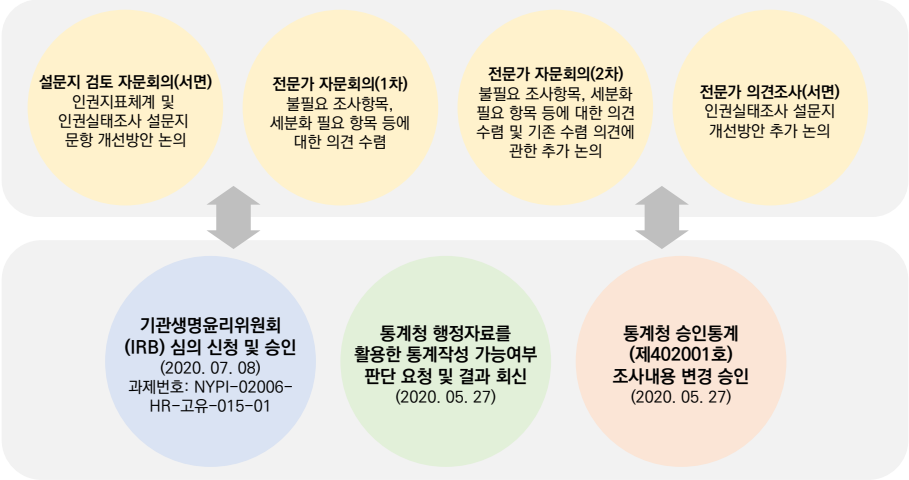 설문지 검토 자문회의(서면)
인권지표체계 및
인권실태조사 설문지
문항 개선방안 논의
전문가 자문회의(1차)
불필요 조사항목,
세분화 필요 항목 등에
대한 의견 수렴
전문가 자문회의(2차)
불필요 조사항목, 세분화
필요 항목 등에 대한 의견
수렴 및 기존 수렴 의견에
관한 추가 논의
전문가 의견조사(서면)
인권실태조사 설문지
개선방안 추가 논의
기관생명윤리위원회
(IRB) 심의 신청 및 승인
(2020. 07. 08)
과제번호: NYPI-02006-
HR-고유-015-01
통계청 행정자료를
활용한 통계작성 가능여부
판단 요청 및 결과 회신
(2020. 05. 27)
통계청 승인통계
(제402001호)
조사내용 변경 승인
(2020. 05. 27)